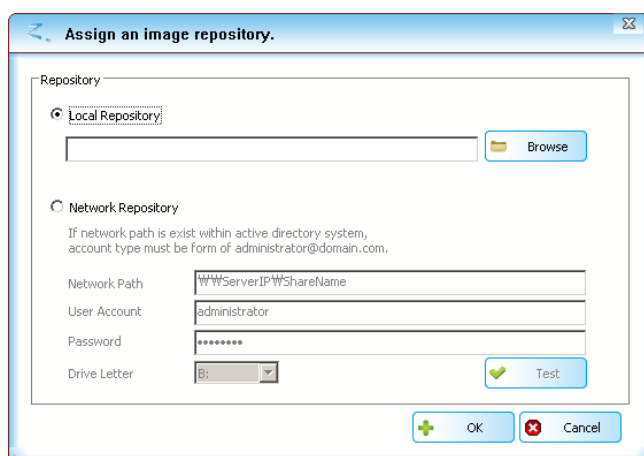 Assign an image repository.
Repository
Local Repository
Browse
Network Repository
If network path is exist within active directory system,
account type must be form of administrator@domain.com.
Network Path
₩₩ServerIP₩ShareName
User Account
administrator
Password
••••••••
Drive Letter
B:
Test
OK
Cancel